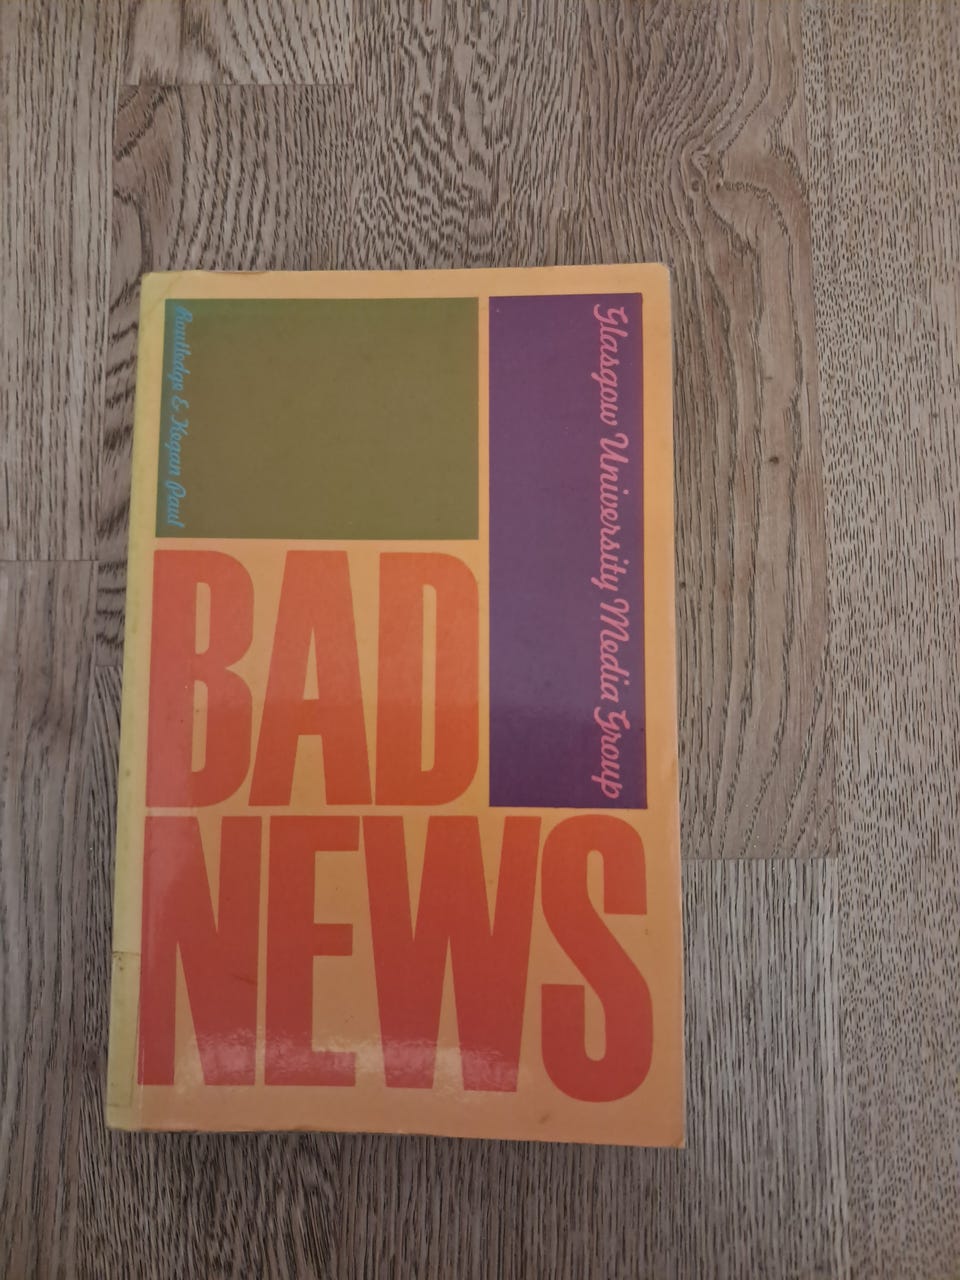 Routledge & Kegan Paul
Glasgow University Media Group
BAD
NEWS